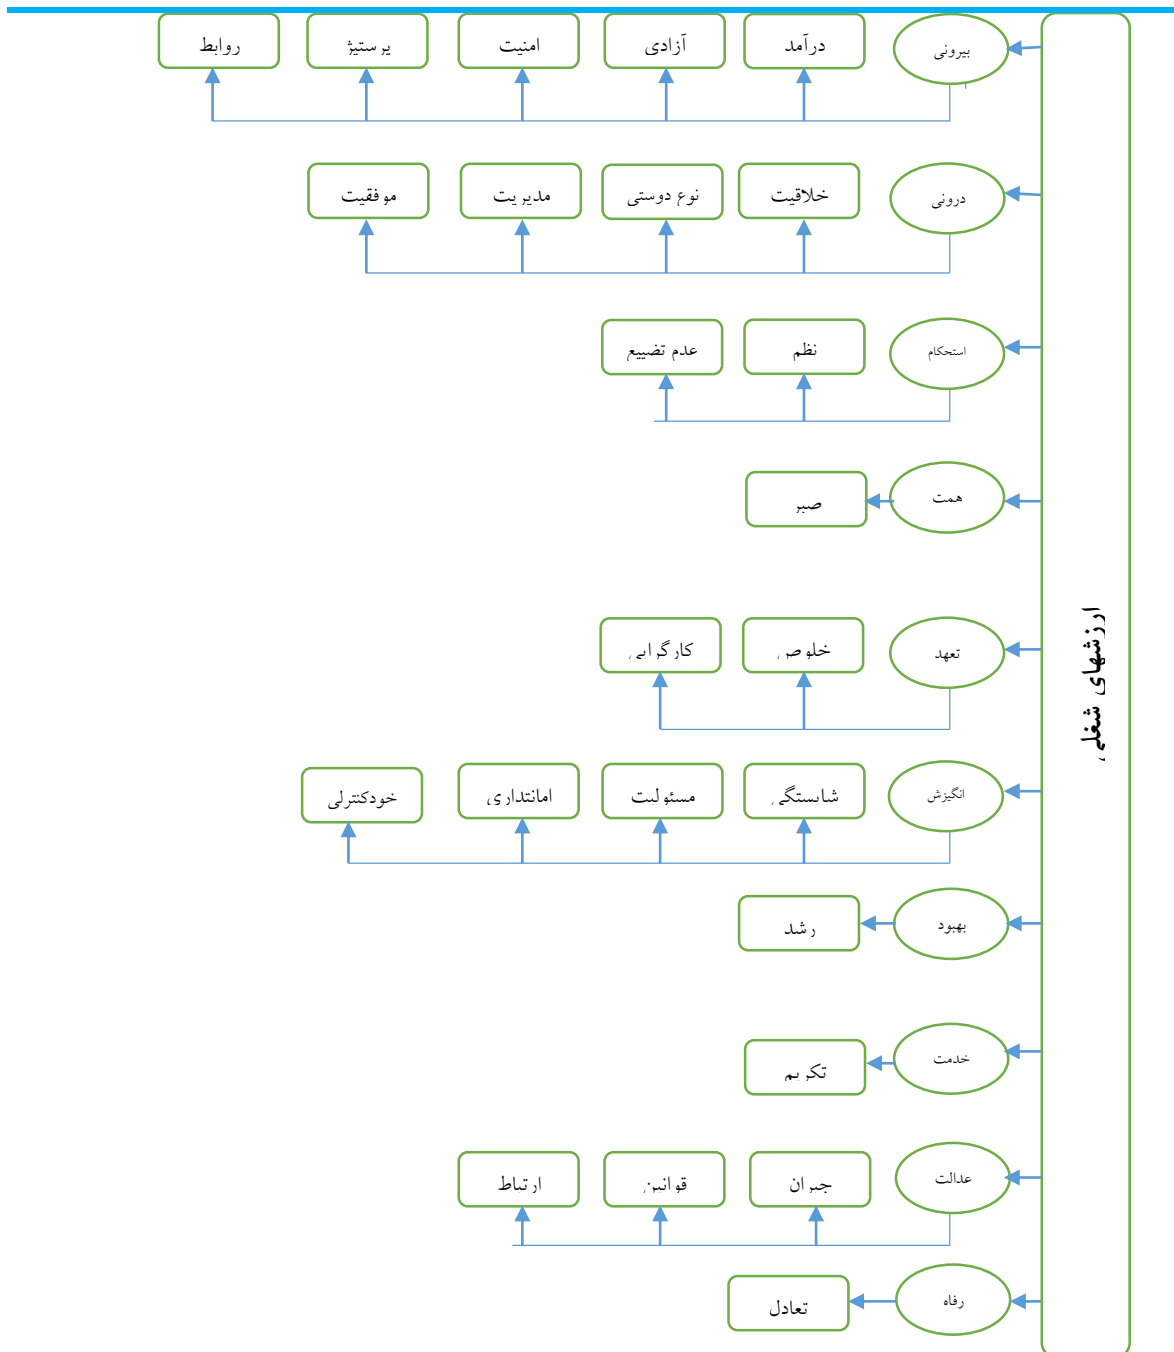 ارزشهای شغلی
بیرونی
درآمد
آزادی
امنیت
پرستیژ
روابط
درونی
خلاقیت
نوع دوستی
مدیریت
موفقیت
استحکام
نظم
عدم تضییع
همت
صبر
تعهد
خلوص
کارگرایی
انگیزش
شایستگی
مسئولیت
امانتداری
خودکنترلی
بهبود
رشد
خدمت
تکریم
عدالت
جبران
قوانین
ارتباط
رفاه
تعادل